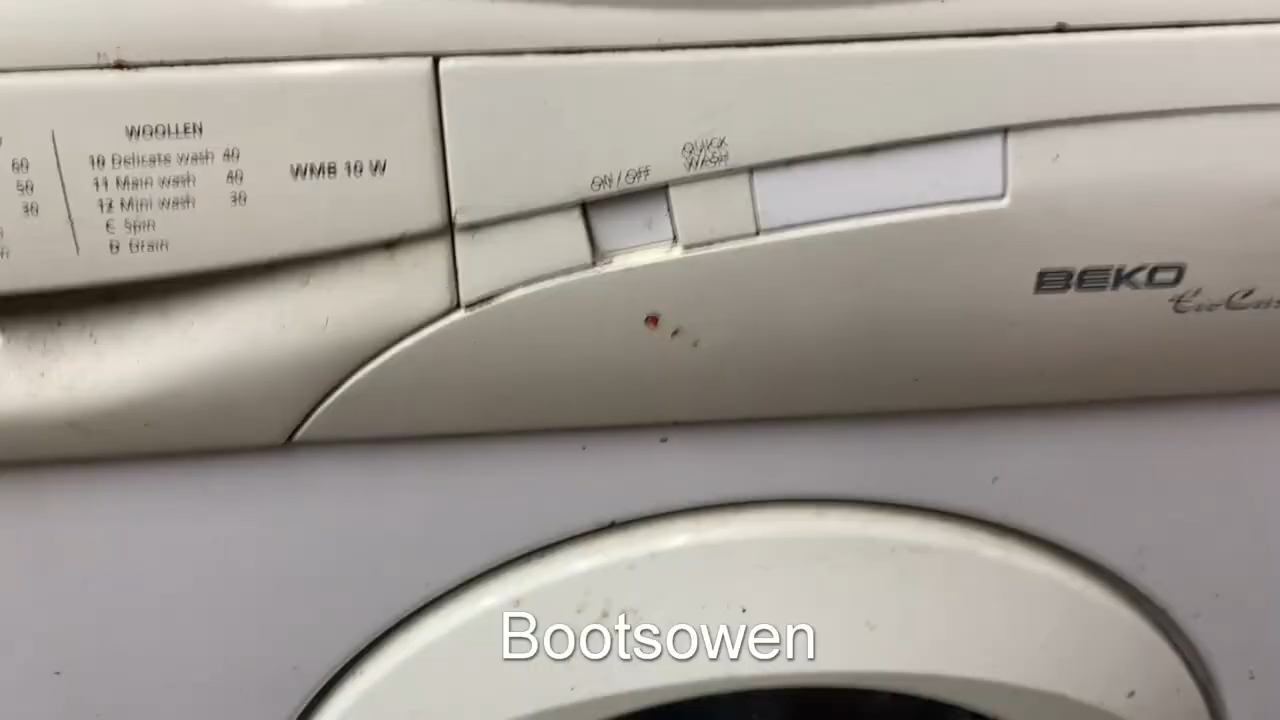 60
50
30
WOOLLEN
10 Delicate wash 40
11 Main wash 40
12 Mini wash 30
C Spin
D Drain
WMB 10 W
ON / OFF
QUICK
WASH
BEKO
Bootsowen